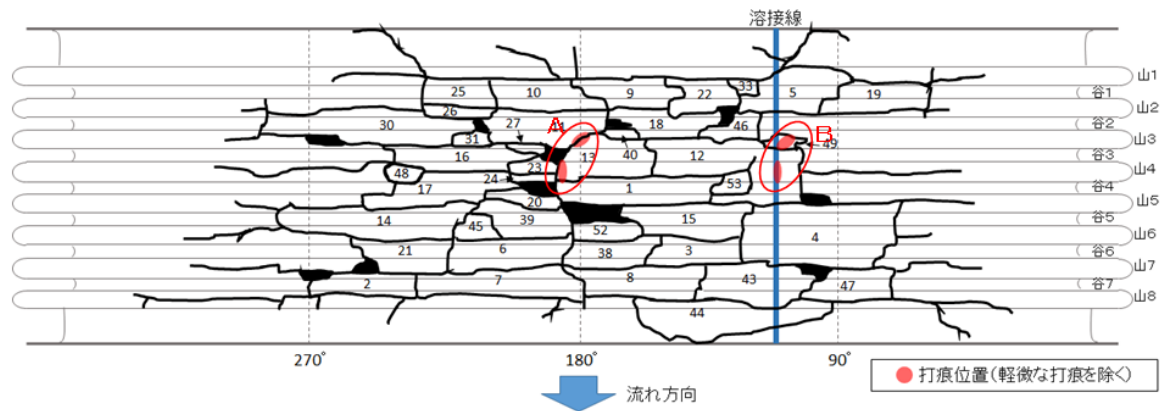 溶接線
山1
33
25 10 9 22 5 19 谷1
山2
26
30 27 11 A 18 46 谷2
31 B 山3
49
16 13 40 12 谷3
23
48 山4
24 53
17 1 谷4
20 山5
14 39 15 谷5
45 52 4 山6
21 6 38 3 谷6
山7
2 7 8 43 47 谷7
山8
44
270° 180° 90°
打痕位置(軽微な打痕を除く)
流れ方向